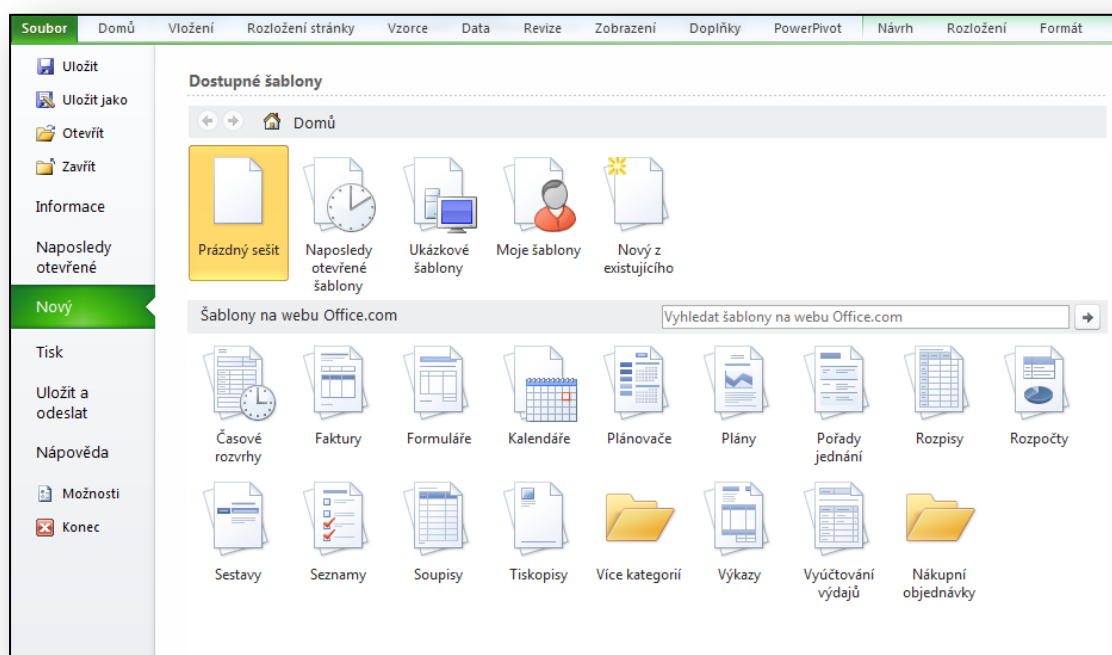 Soubor Domů Vložení Rozložení stránky Vzorce Data Revize Zobrazení Doplňky PowerPivot Návrh Rozložení Formát
Uložit
Uložit jako
Otevřít
Zavřít
Informace
Naposledy
otevřené
Nový
Tisk
Uložit a
odeslat
Nápověda
Možnosti
Konec
Dostupné šablony
Domů
Prázdný sešit
Naposledy
otevřené
šablony
Ukázkové
šablony
Moje šablony
Nový z
existujícího
Šablony na webu Office.com
Vyhledat šablony na webu Office.com
Časové
rozvrhy
Faktury
Formuláře
Kalendáře
Plánovače
Plány
Pořady
jednání
Rozpisy
Rozpočty
Sestavy
Seznamy
Soupisy
Tiskopisy
Více kategorií
Výkazy
Vyúčtování
výdajů
Nákupní
objednávky